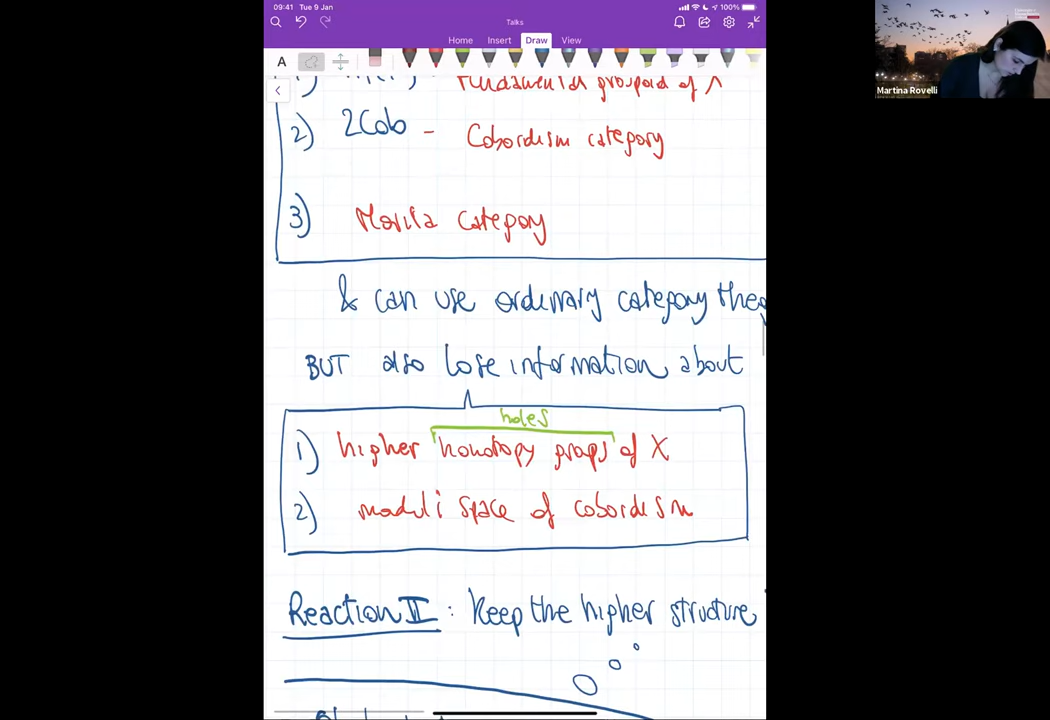 09:41 Tue 9 Jan
100%
Talks
Home Insert Draw View
A
Martina Rovelli
Fundamental groupoid of X
2) 2Cob - Cobordism category
3) Morita category
& can use ordinary category theo
BUT also lose information about
holes
1) higher homotopy groups of X
2) moduli space of cobordism
Reaction II : Keep the higher structure